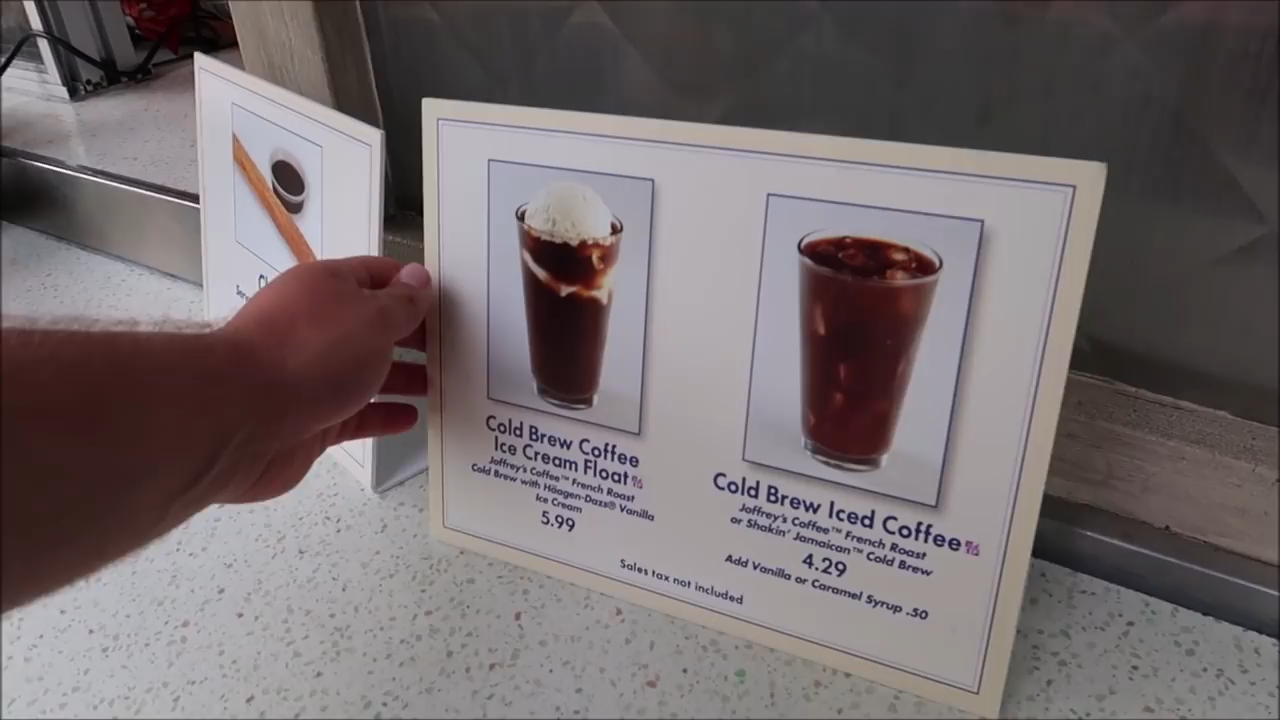 Cold Brew Coffee
Ice Cream Float
Joffrey's Coffee™ French Roast
Cold Brew with Häagen-Dazs® Vanilla
Ice Cream
5.99
Cold Brew Iced Coffee
Joffrey's Coffee™ French Roast
or Shakin' Jamaican™ Cold Brew
4.29
Add Vanilla or Caramel Syrup .50
Sales tax not included